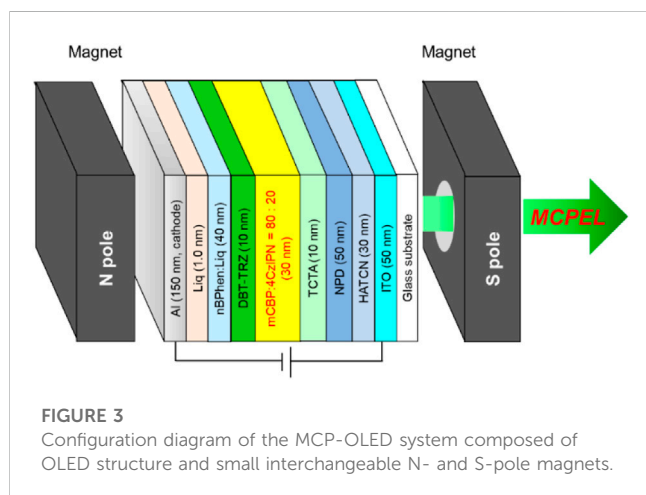 Magnet
Magnet
N pole
Al (150 nm, cathode)
Liq (1.0 nm)
nBPhen:Liq (40 nm)
DBT-TRZ (10 nm)
mCBP:4CzIPN = 80 : 20
(30 nm)
TCTA (10 nm)
NPD (50 nm)
HATCN (30 nm)
ITO (50 nm)
Glass substrate
S pole
MCPEL
FIGURE 3
Configuration diagram of the MCP-OLED system composed of
OLED structure and small interchangeable N- and S-pole magnets.